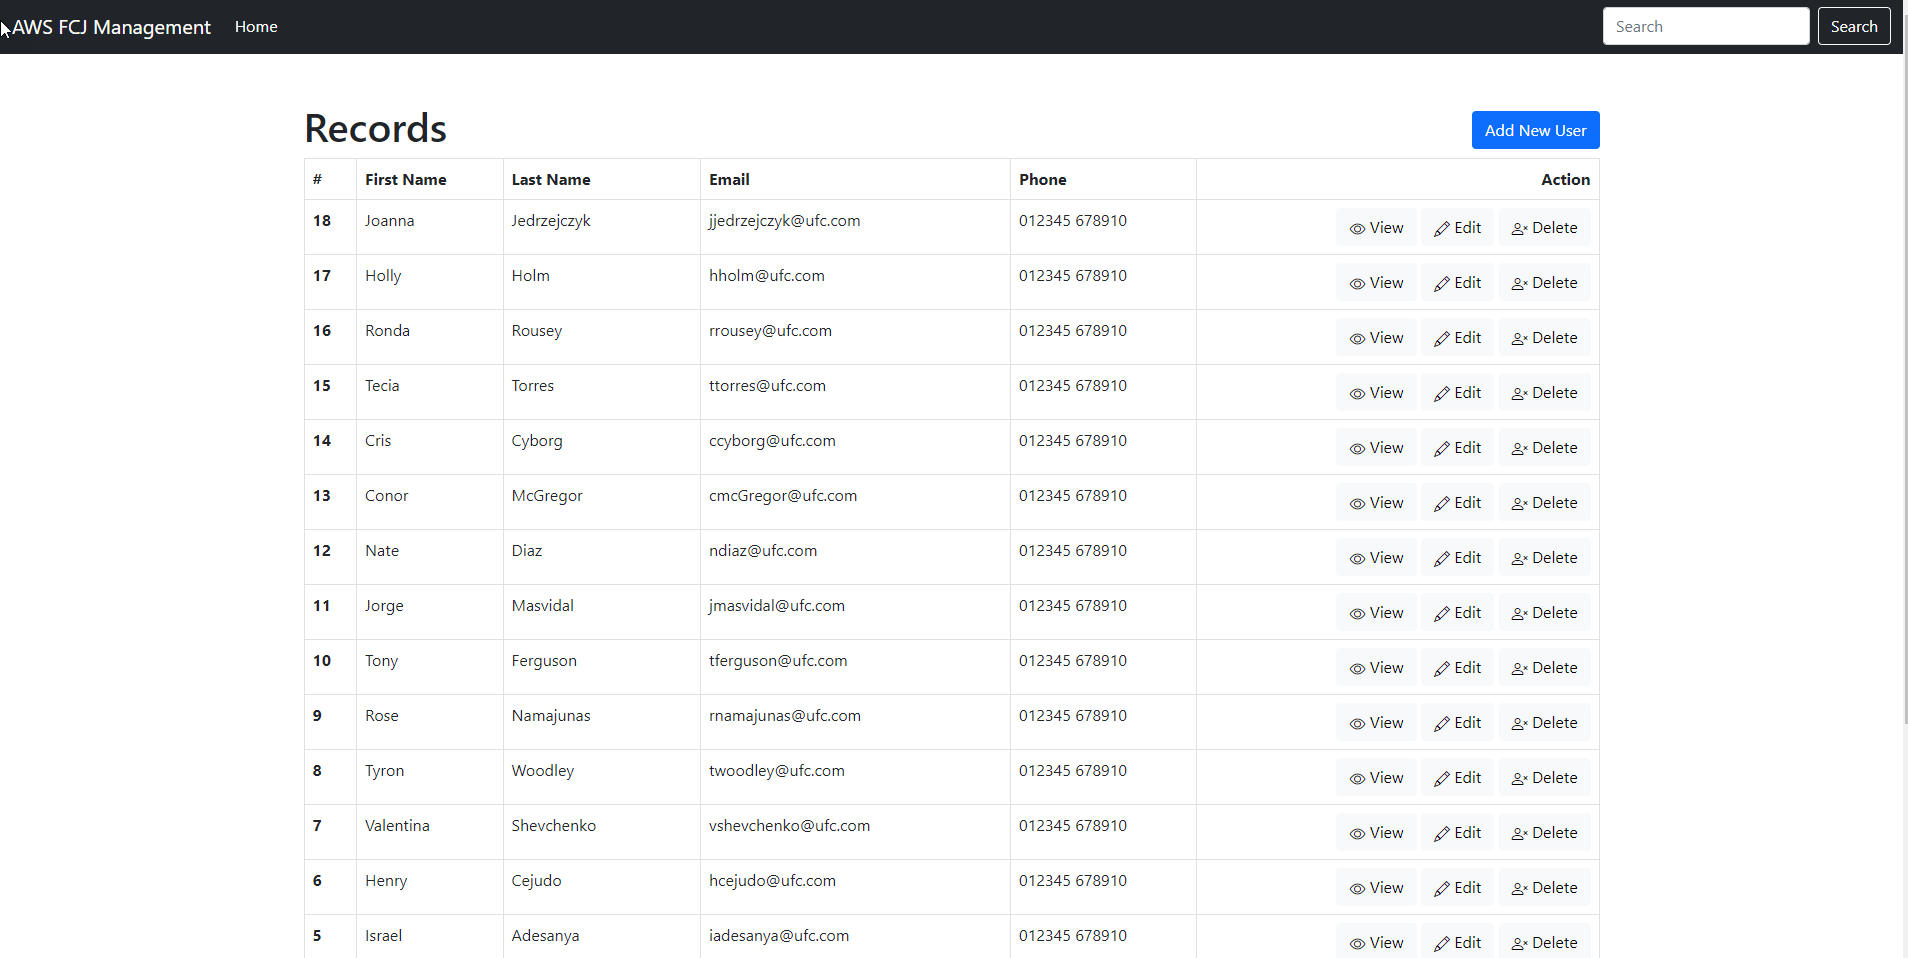 AWS FCJ Management Home Search Search
Records Add New User
# First Name Last Name Email Phone Action
18 Joanna Jedrzejczyk jjedrzejczyk@ufc.com 012345 678910 View Edit Delete
17 Holly Holm hholm@ufc.com 012345 678910 View Edit Delete
16 Ronda Rousey rrousey@ufc.com 012345 678910 View Edit Delete
15 Tecia Torres ttorres@ufc.com 012345 678910 View Edit Delete
14 Cris Cyborg ccyborg@ufc.com 012345 678910 View Edit Delete
13 Conor McGregor cmcGregor@ufc.com 012345 678910 View Edit Delete
12 Nate Diaz ndiaz@ufc.com 012345 678910 View Edit Delete
11 Jorge Masvidal jmasvidal@ufc.com 012345 678910 View Edit Delete
10 Tony Ferguson tferguson@ufc.com 012345 678910 View Edit Delete
9 Rose Namajunas rnamajunas@ufc.com 012345 678910 View Edit Delete
8 Tyron Woodley twoodley@ufc.com 012345 678910 View Edit Delete
7 Valentina Shevchenko vshevchenko@ufc.com 012345 678910 View Edit Delete
6 Henry Cejudo hcejudo@ufc.com 012345 678910 View Edit Delete
5 Israel Adesanya iadesanya@ufc.com 012345 678910 View Edit Delete